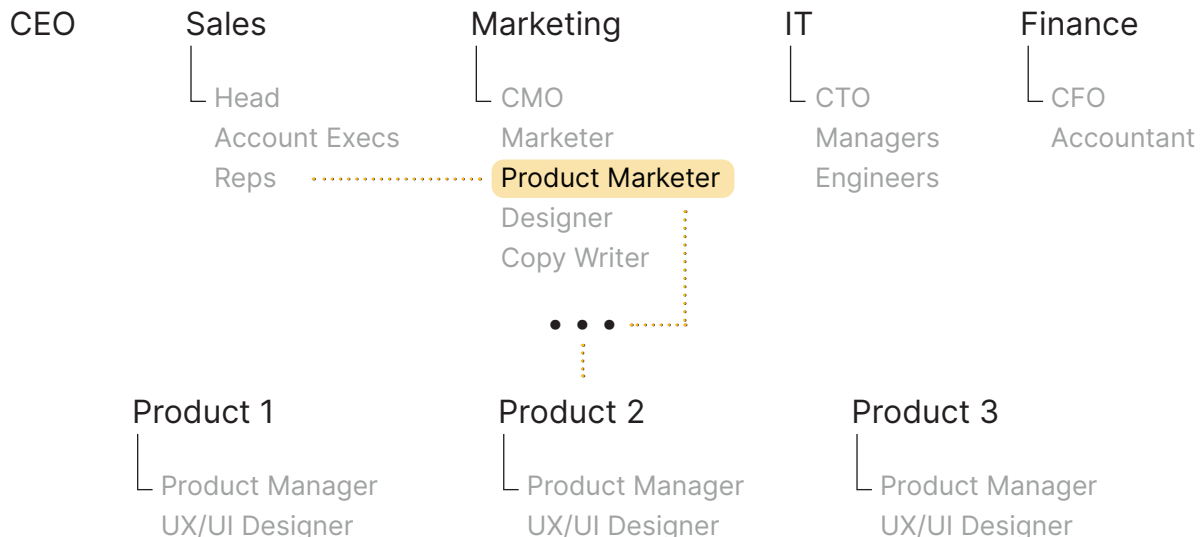 CEO
Sales
Marketing
IT
Finance
Head
CMO
CTO
CFO
Account Execs
Marketer
Managers
Accountant
Reps
Product Marketer
Engineers
Designer
Copy Writer
Product 1
Product 2
Product 3
Product Manager
Product Manager
Product Manager
UX/UI Designer
UX/UI Designer
UX/UI Designer